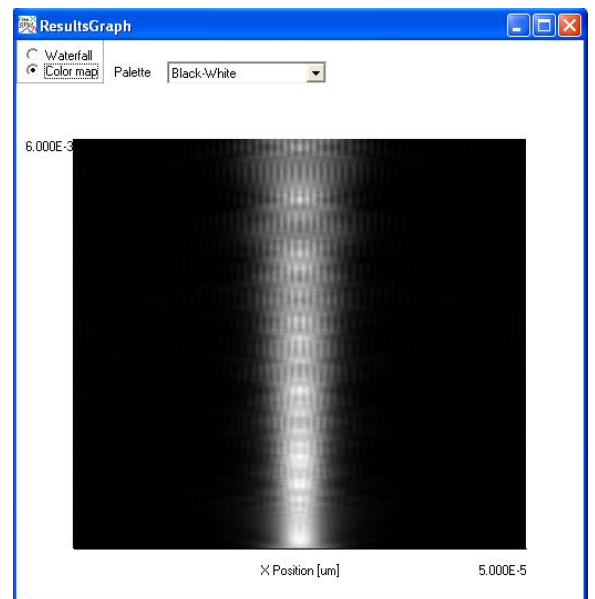 ResultsGraph
Waterfall
Color map Palette Black-White
6.000E-3
X Position [um] 5.000E-5